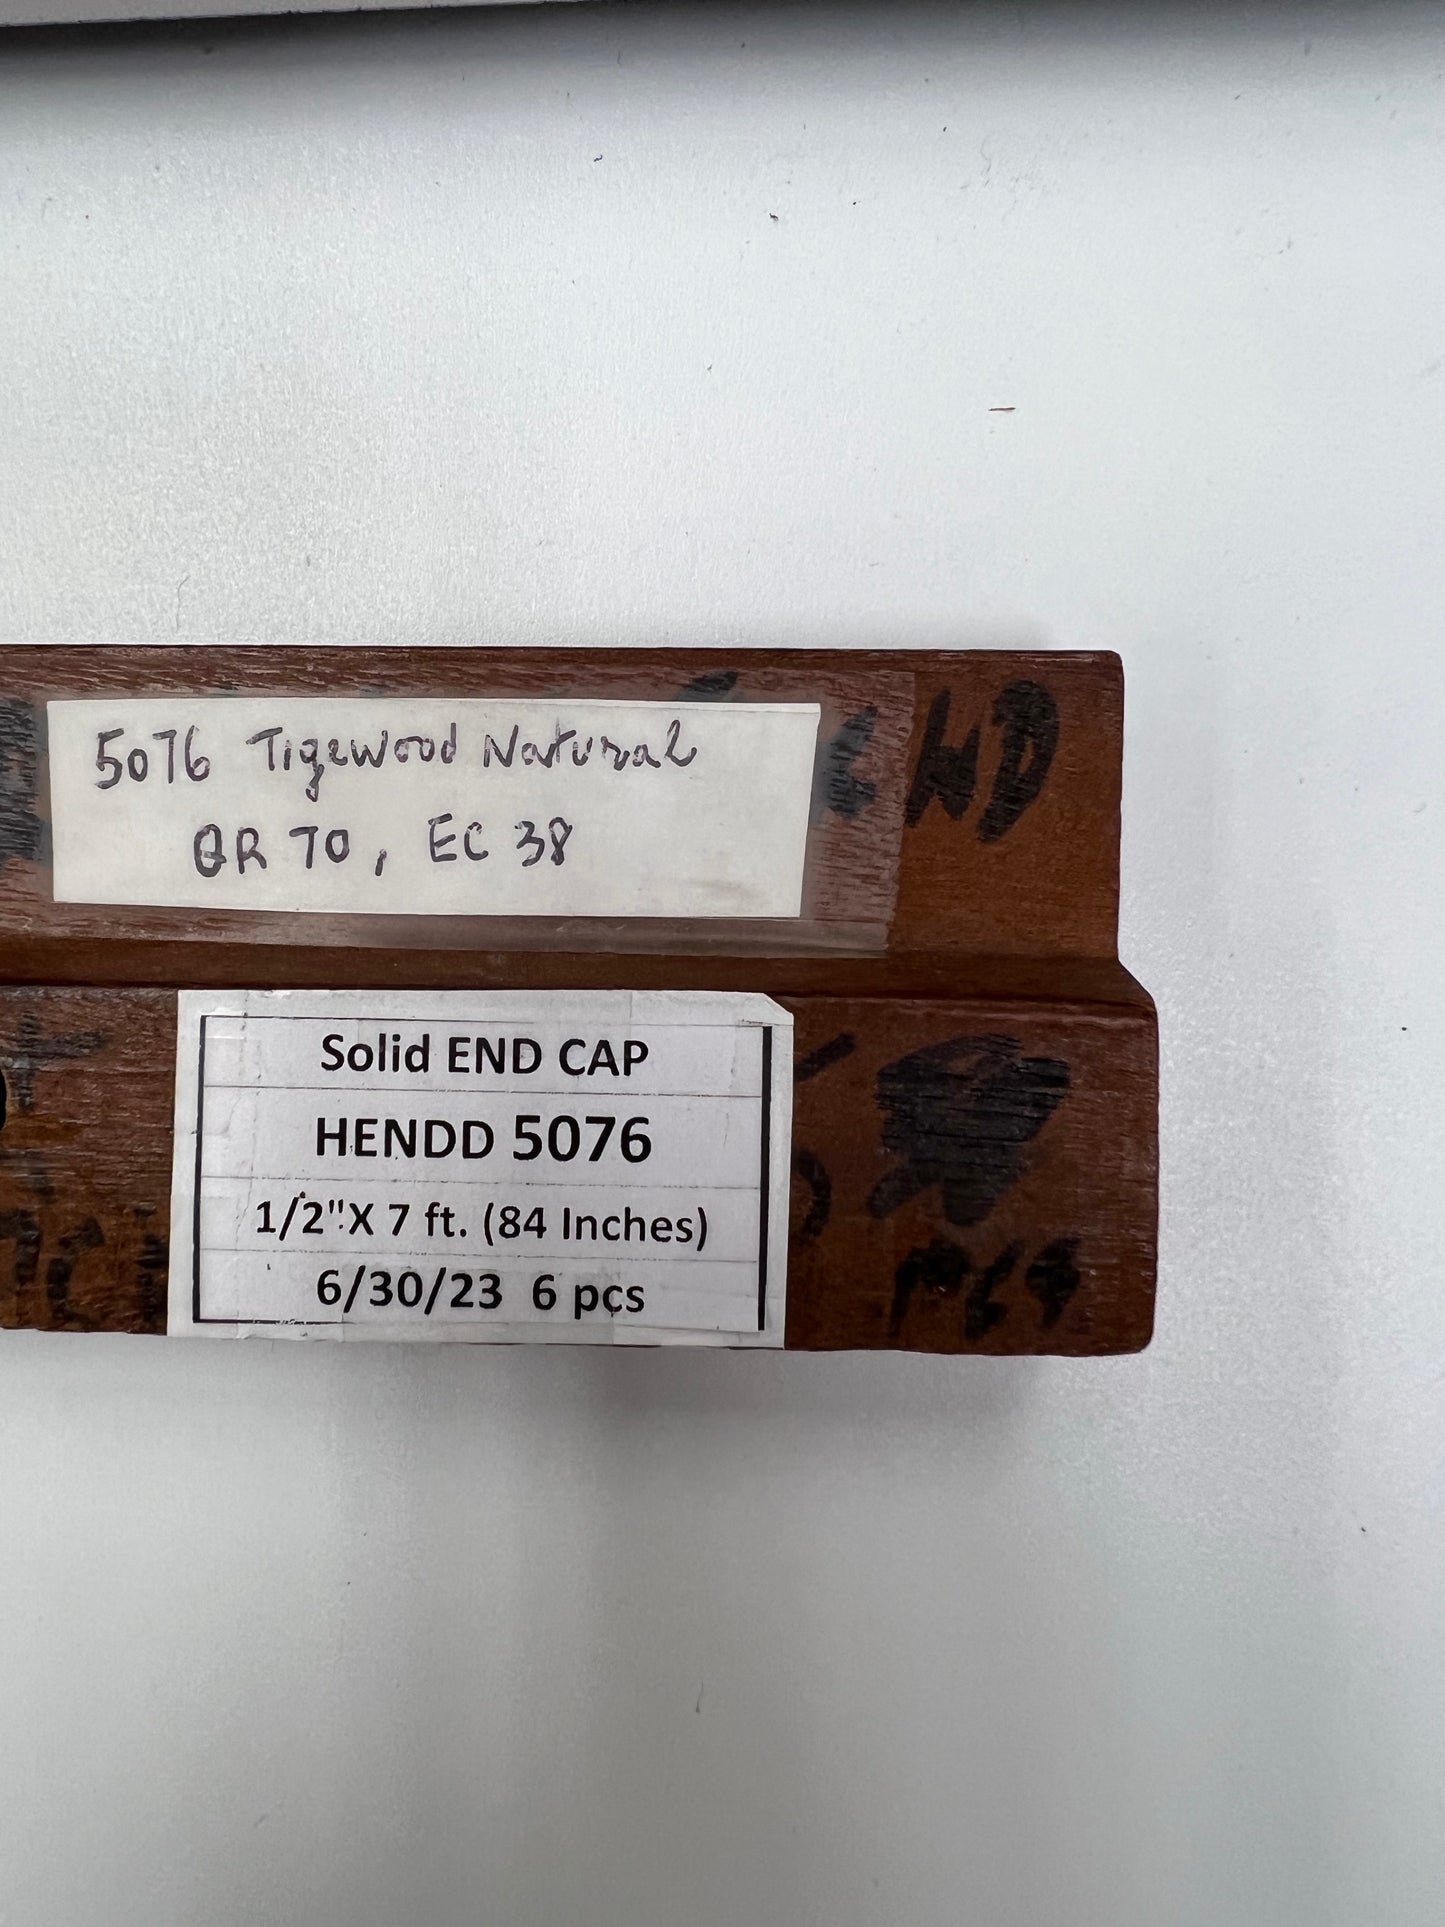 5076 Tigewood Natural
QR 70, EC 38
END
Solid END CAP
HENDD 5076
1/2"X 7 ft. (84 Inches)
6/30/23 6 pcs